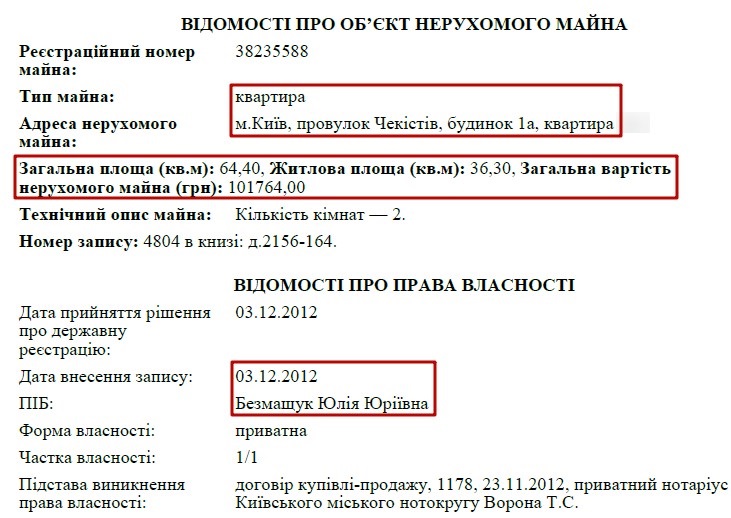 ВІДОМОСТІ ПРО ОБ’ЄКТ НЕРУХОМОГО МАЙНА
Реєстраційний номер майна: 38235588
Тип майна: квартира
Адреса нерухомого майна: м.Київ, провулок Чекістів, будинок 1а, квартира
Загальна площа (кв.м): 64,40, Житлова площа (кв.м): 36,30, Загальна вартість
нерухомого майна (грн): 101764,00
Технічний опис майна: Кількість кімнат — 2.
Номер запису: 4804 в книзі: д.2156-164.
ВІДОМОСТІ ПРО ПРАВА ВЛАСНОСТІ
Дата прийняття рішення про державну реєстрацію: 03.12.2012
Дата внесення запису: 03.12.2012
ПІБ: Безмащук Юлія Юріївна
Форма власності: приватна
Частка власності: 1/1
Підстава виникнення права власності: договір купівлі-продажу, 1178, 23.11.2012, приватний нотаріус
Київського міського нотокругу Ворона Т.С.